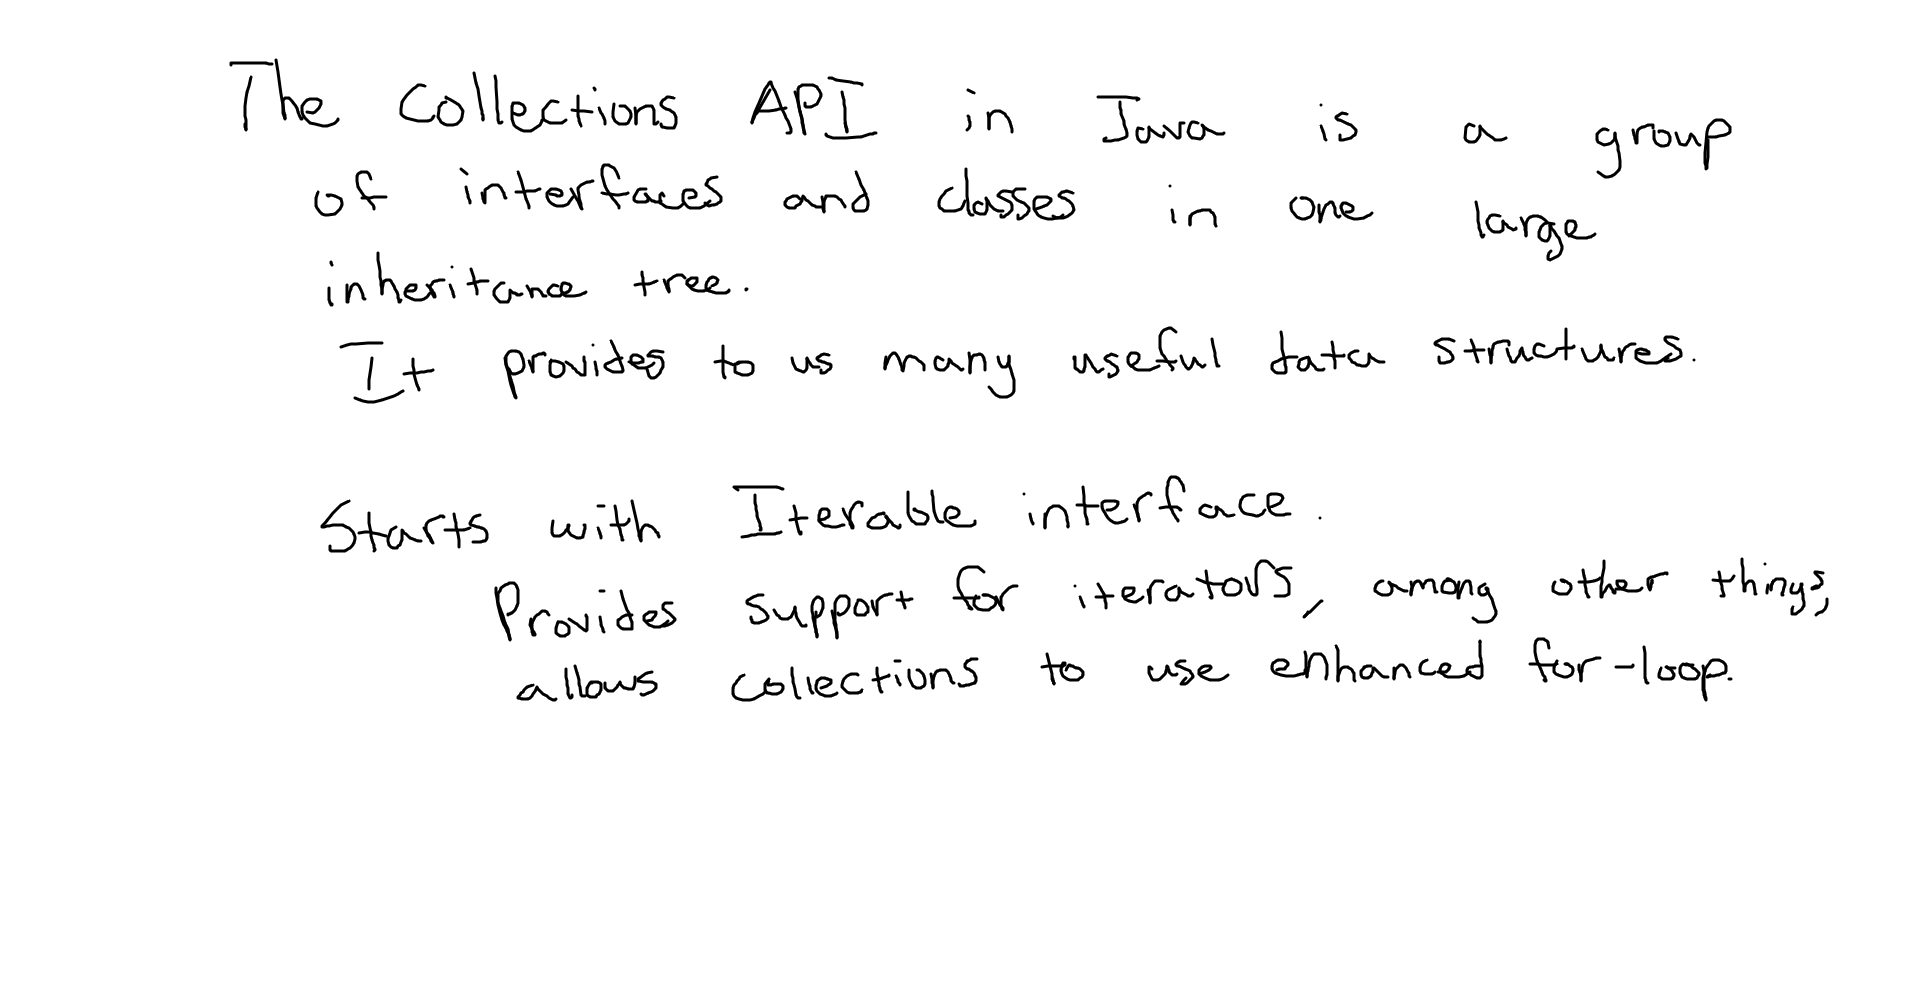 The Collections API in Java is a group
of interfaces and classes in one large
inheritance tree.
It provides to us many useful data structures.
Starts with Iterable interface.
Provides support for iterators, among other things,
allows collections to use enhanced for-loop.